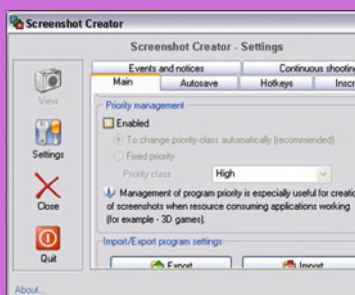 Screenshot Creator
Screenshot Creator - Settings
Events and notices
Continuous shooting
Main
Autosave
Hotkeys
Inscr
View
Priority management
Enabled
To change priority class automatically (recommended)
Fixed priority
Settings
Priority class:
High
Management of program priority is especially useful for creatio
of screenshots when resource consuming applications working
(for example - 3D games).
Close
Import/Export program settings
Export
Import
Quit
About...